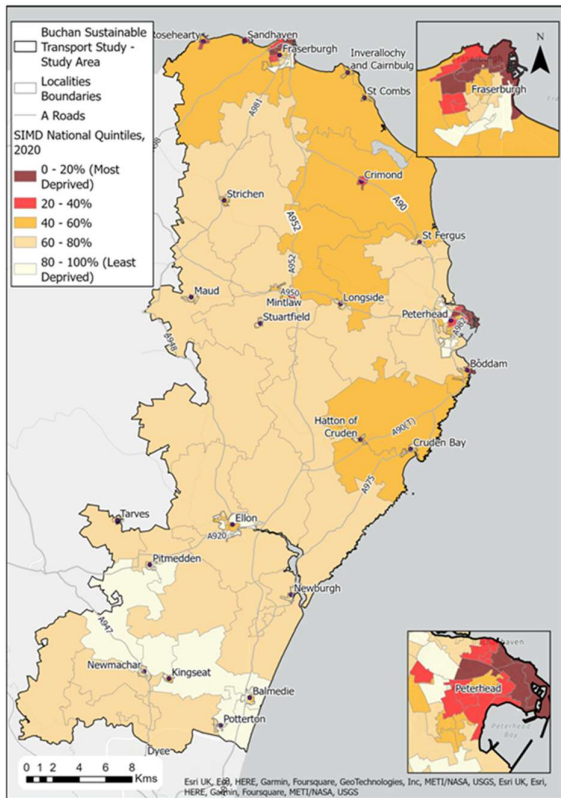 Buchan Sustainable
Transport Study -
Study Area
Localities
Boundaries
A Roads
SIMD National Quintiles,
2020
0 - 20% (Most
Deprived)
20 - 40%
40 - 60%
60 - 80%
80 - 100% (Least
Deprived)
Rosehearty
Sandhaven
Fraserburgh
Inverallochy
and Cairnbulg
St Combs
A981
Crimond
Strichen
A952
A90
St Fergus
A952
Maud
A950
Mintlaw
Longside
Stuartfield
Peterhead
A948
Boddam
Hatton of
Cruden
A90(T)
Cruden Bay
A975
Tarves
Ellon
A920
Pitmedden
Newburgh
A947
Newmachar
Kingseat
Balmedie
Potterton
Dyce
N
Fraserburgh
Peterhead
Peterhead
Bay
0 1 2 4 6 8
Kms
Esri UK, Esri, HERE, Garmin, Foursquare, GeoTechnologies, Inc, METI/NASA, USGS, Esri UK, Esri,
HERE, Garmin, Foursquare, METI/NASA, USGS